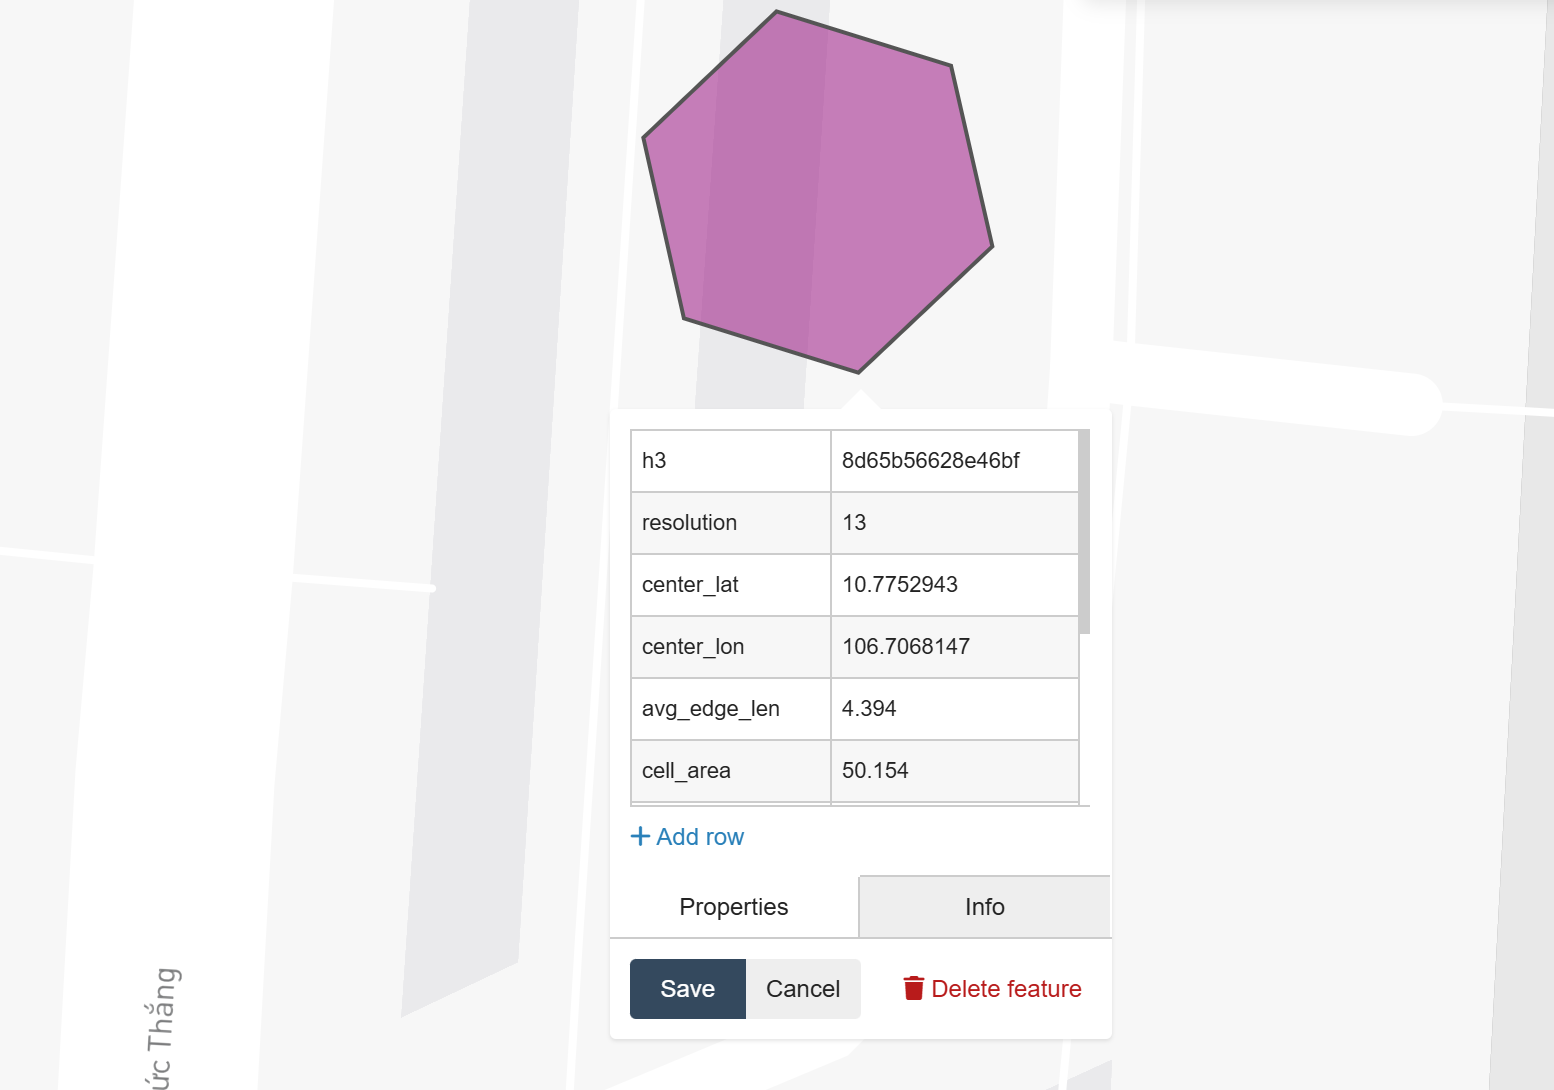 h3 8d65b56628e46bf
resolution 13
center_lat 10.7752943
center_lon 106.7068147
avg_edge_len 4.394
cell_area 50.154
Add row
Properties Info
Save Cancel Delete feature
ức Thắng